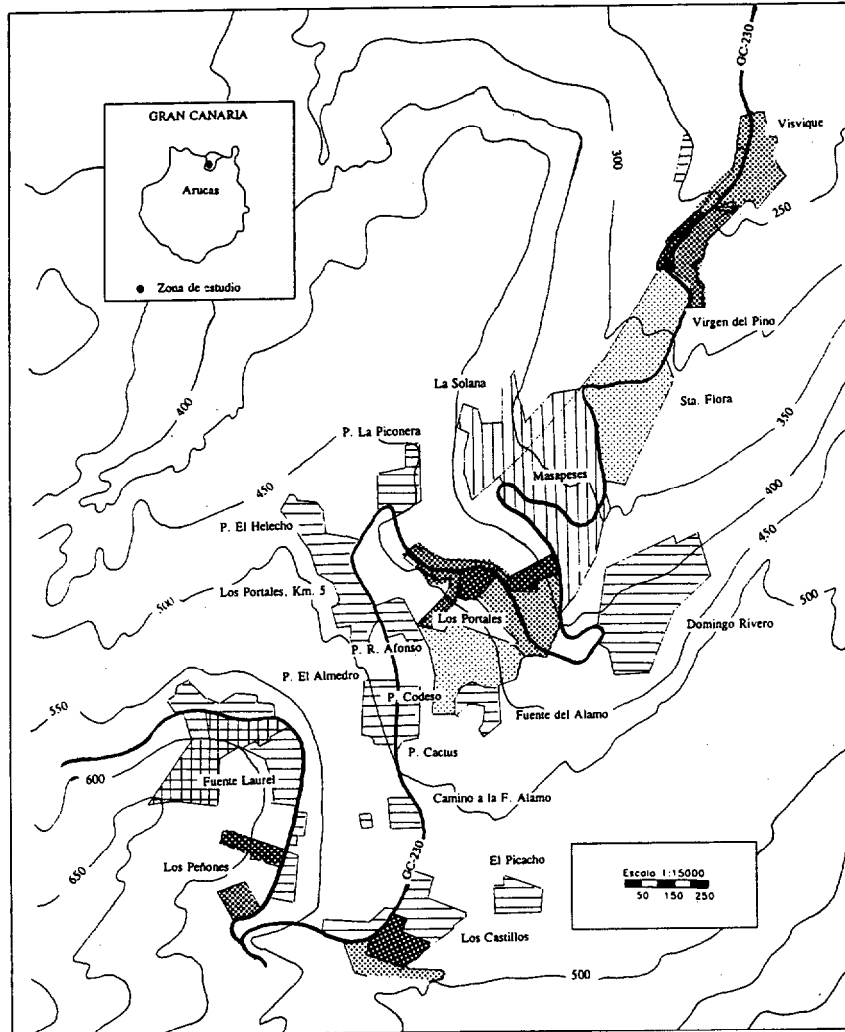 GC-230
Visvique
GRAN CANARIA
Arucas
Zona de estudio
300
250
Virgen del Pino
400
La Solana
Sta. Flora
350
P. La Piconera
Masapeses
450
400
P. El Helecho
450
Los Portales, Km. 5
500
500
Los Portales
Domingo Rivero
P. R. Afonso
P. El Almedro
P. Codeso
550
Fuente del Alamo
P. Cactus
600
Fuente Laurel
Camino a la F. Alamo
GC-230
El Picacho
Escala 1:15000
50 150 250
Los Peñones
650
Los Castillos
500